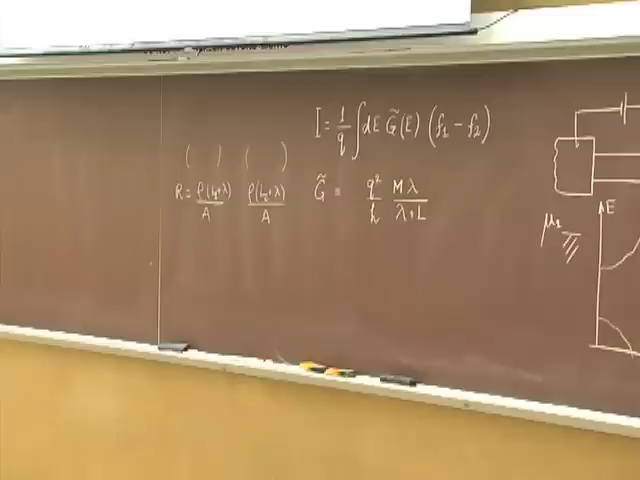 I = 1/q ∫ dE G̃(E) (f₁ − f₂)
(   ) (   )
R = ρ(L₁+λ)/A ρ(L₂+λ)/A G̃ = q²/h Mλ/(λ+L)
E
μ₁